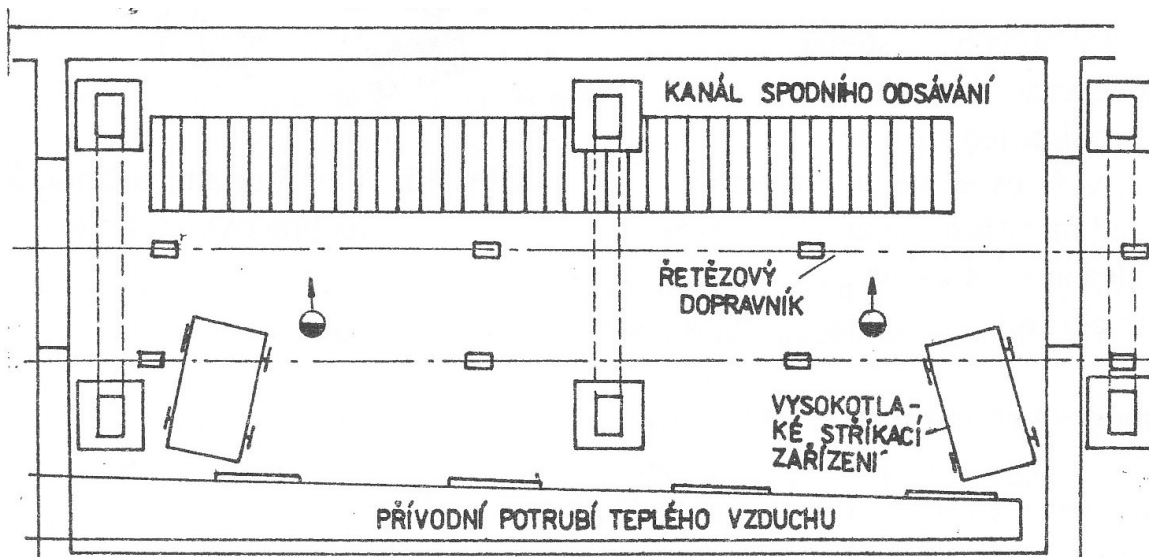 KANÁL SPODNÍHO ODSÁVÁNÍ
ŘETĚZOVÝ
DOPRAVNÍK
VYSOKOTLA-
KÉ STŘÍKACÍ
ZAŘÍZENÍ
PŘÍVODNÍ POTRUBÍ TEPLÉHO VZDUCHU